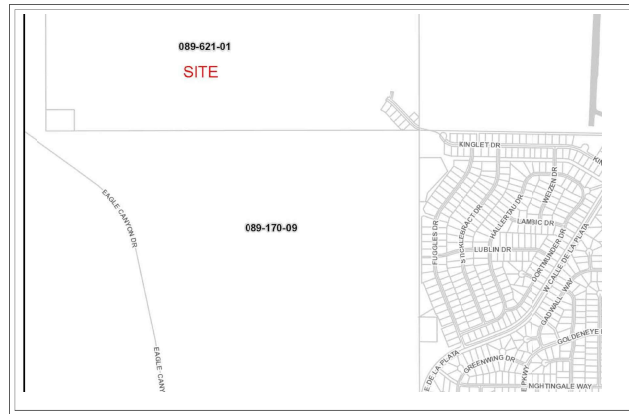 089-621-01
SITE
KINGLET DR
EAGLE CANYON DR
089-170-09
FUGGLES DR
STICKLEBRACT DR
HALLERTAU DR
WEIZEN DR
LAMBIC DR
LUBLIN DR
DORTMUNDER DR
W CALLE DE LA PLATA
GADWALL WAY
GOLDENEYE
EAGLE CANY
E DE LA PLATA
GREENWING DR
E PKWY
NIGHTINGALE WAY